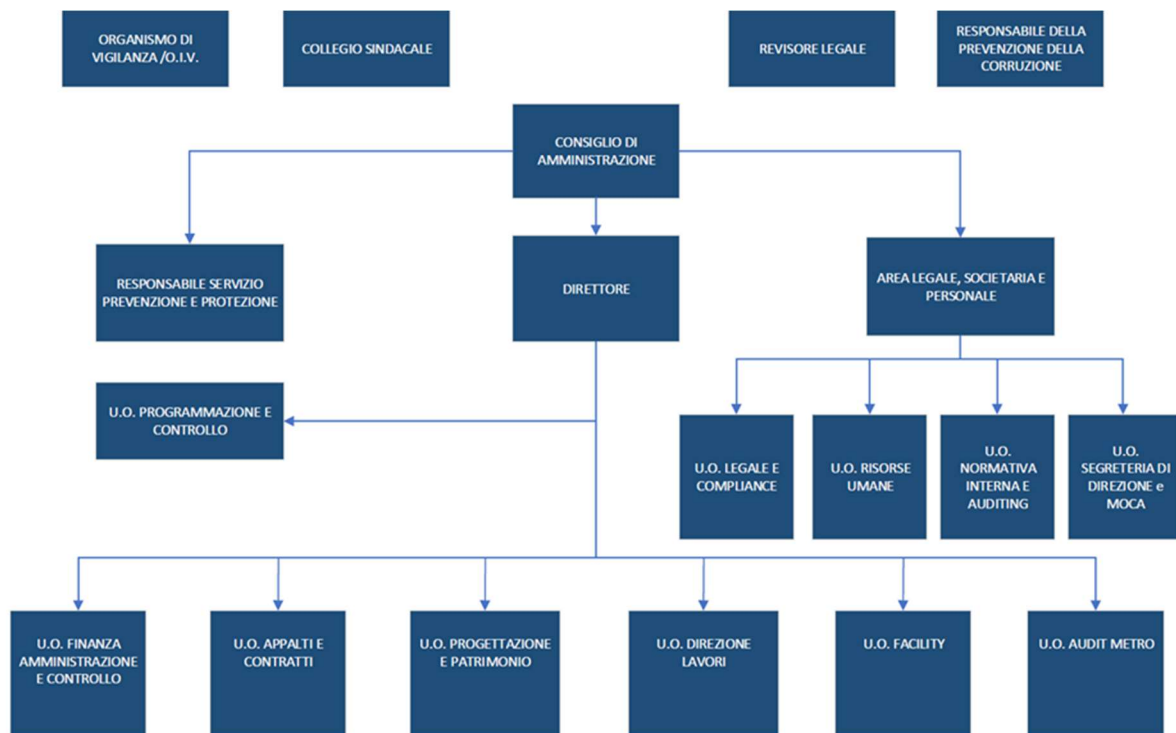 ORGANISMO DI
VIGILANZA /O.I.V.
COLLEGIO SINDACALE
REVISORE LEGALE
RESPONSABILE DELLA
PREVENZIONE DELLA
CORRUZIONE
CONSIGLIO DI
AMMINISTRAZIONE
RESPONSABILE SERVIZIO
PREVENZIONE E PROTEZIONE
DIRETTORE
AREA LEGALE, SOCIETARIA E
PERSONALE
U.O. PROGRAMMAZIONE E
CONTROLLO
U.O. LEGALE E
COMPLIANCE
U.O. RISORSE
UMANE
U.O.
NORMATIVA
INTERNA E
AUDITING
U.O.
SEGRETERIA DI
DIREZIONE e
MOCA
U.O. FINANZA
AMMINISTRAZIONE
E CONTROLLO
U.O. APPALTI E
CONTRATTI
U.O. PROGETTAZIONE
E PATRIMONIO
U.O. DIREZIONE
LAVORI
U.O. FACILITY
U.O. AUDIT METRO